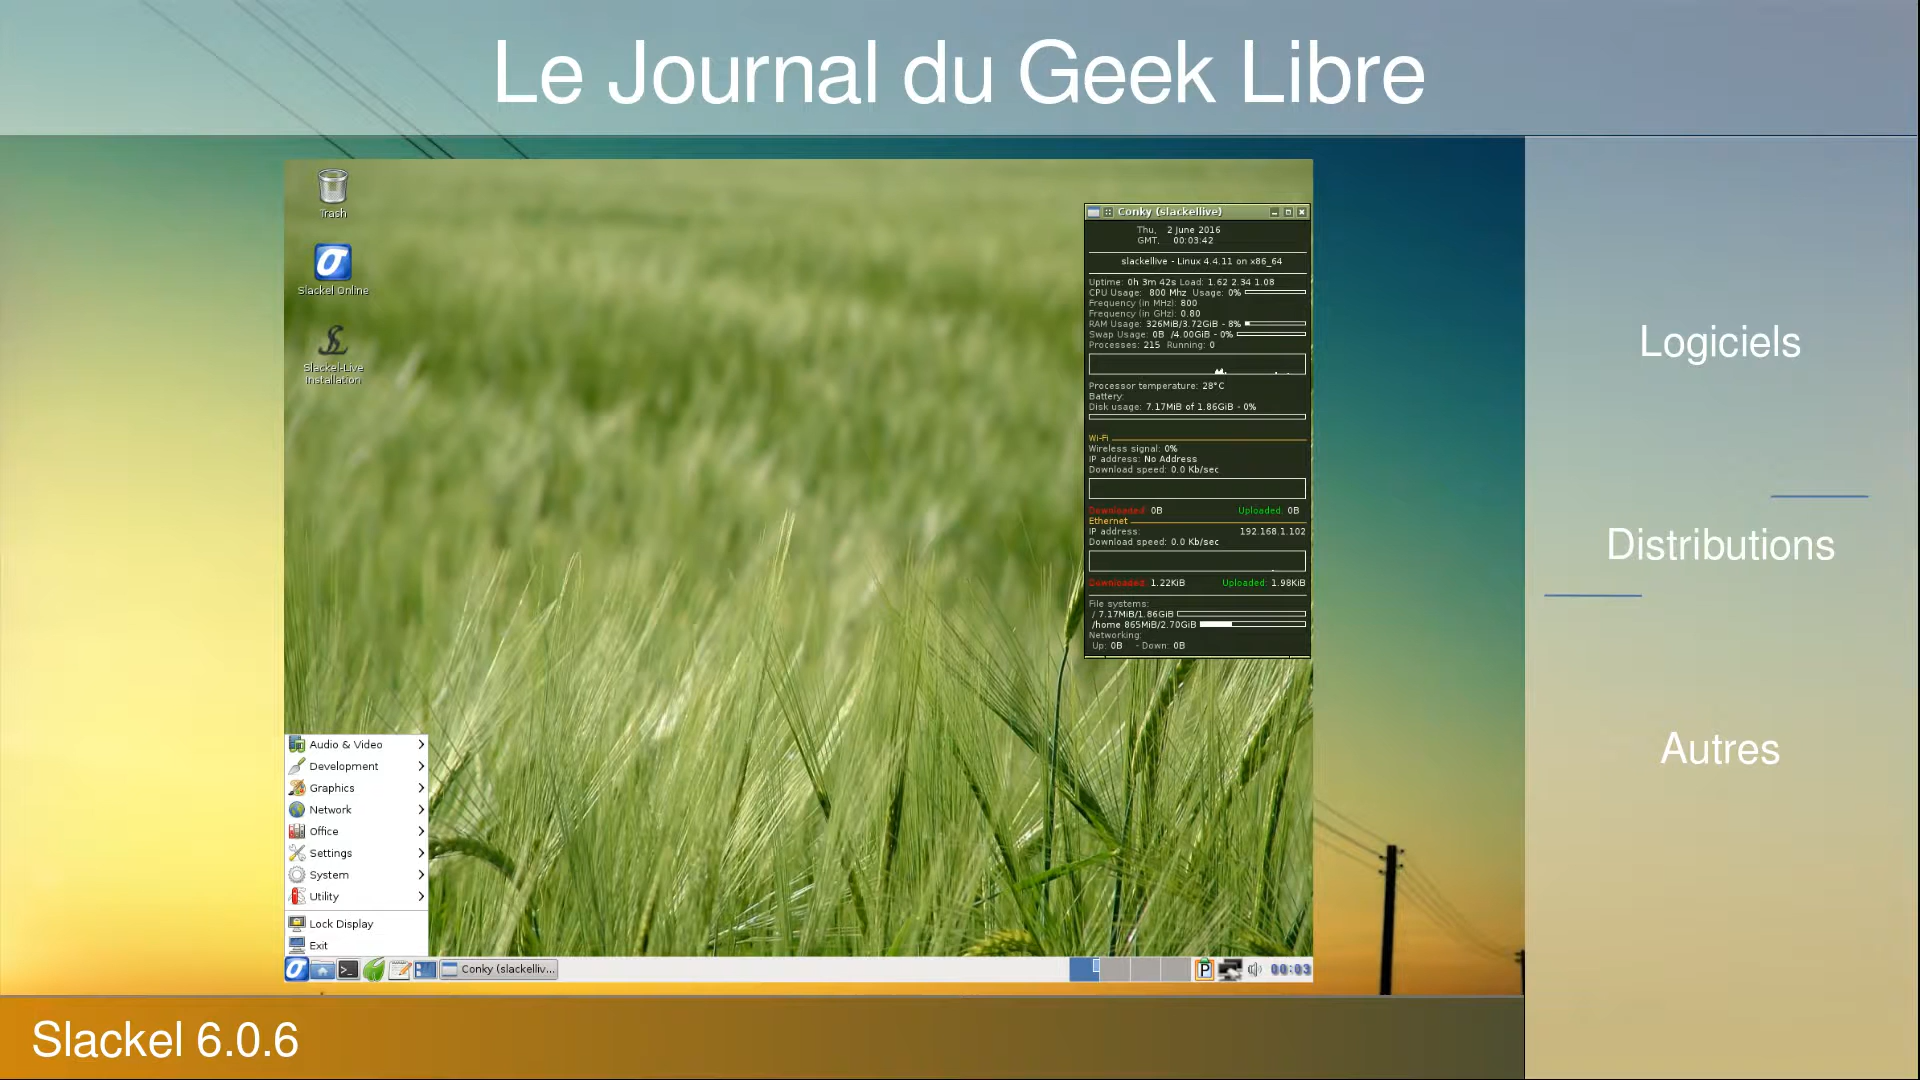 Le Journal du Geek Libre
Trash
Slackel Online
Slackel-Live
Installation
Conky (slackellive)
Thu, 2 June 2016
GMT, 00:03:42
slackellive - Linux 4.4.11 on x86_64
Uptime: 0h 3m 42s Load: 1.62 2.34 1.08
CPU Usage: 800 Mhz Usage: 0%
Frequency (in MHz): 800
Frequency (in GHz): 0.80
RAM Usage: 326MiB/3.72GiB - 8%
Swap Usage: 0B /4.00GiB - 0%
Processes: 215 Running: 0
Processor temperature: 28°C
Battery:
Disk usage: 7.17MiB of 1.86GiB - 0%
Wi-Fi
Wireless signal: 0%
IP address: No Address
Download speed: 0.0 Kb/sec
Downloaded: 0B Uploaded: 0B
Ethernet
IP address: 192.168.1.102
Download speed: 0.0 Kb/sec
Downloaded: 1.22KiB Uploaded: 1.98KiB
File systems:
/ 7.17MiB/1.86GiB
/home 865MiB/2.70GiB
Networking:
Up: 0B - Down: 0B
Audio & Video
Development
Graphics
Network
Office
Settings
System
Utility
Lock Display
Exit
Conky (slackelliv...
P
00:03
Logiciels
Distributions
Autres
Slackel 6.0.6